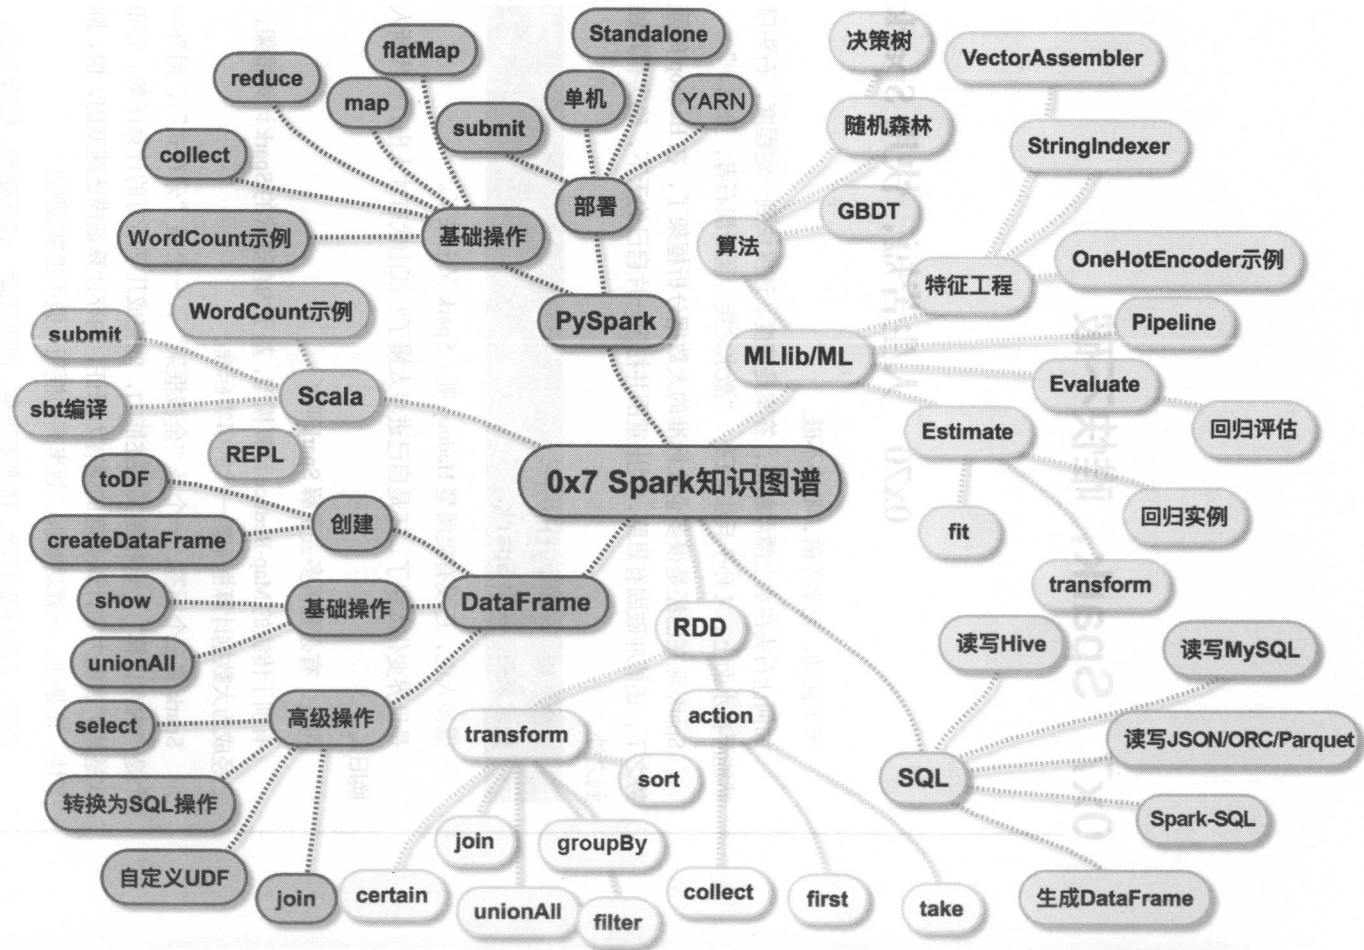 0x7 Spark知识图谱
PySpark
基础操作
flatMap
reduce
map
collect
WordCount示例
部署
submit
单机
Standalone
YARN
Scala
WordCount示例
submit
sbt编译
REPL
DataFrame
创建
toDF
createDataFrame
基础操作
show
unionAll
高级操作
select
转换为SQL操作
自定义UDF
join
RDD
transform
certain
join
unionAll
groupBy
filter
sort
action
collect
first
take
SQL
读写Hive
读写MySQL
读写JSON/ORC/Parquet
Spark-SQL
生成DataFrame
MLlib/ML
算法
决策树
随机森林
GBDT
特征工程
VectorAssembler
StringIndexer
OneHotEncoder示例
Pipeline
Evaluate
回归评估
Estimate
fit
transform
回归实例